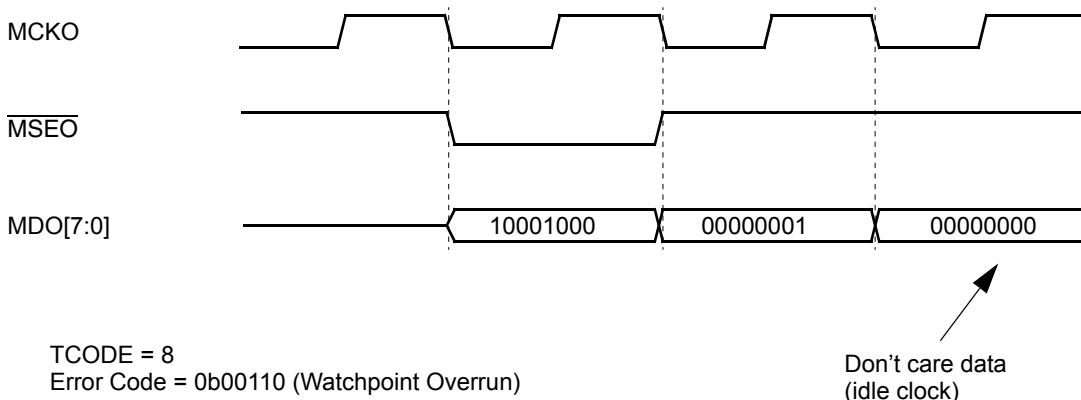 MCKO
MSEO
MDO[7:0]
10001000 00000001 00000000
TCODE = 8
Error Code = 0b00110 (Watchpoint Overrun)
Don’t care data
(idle clock)